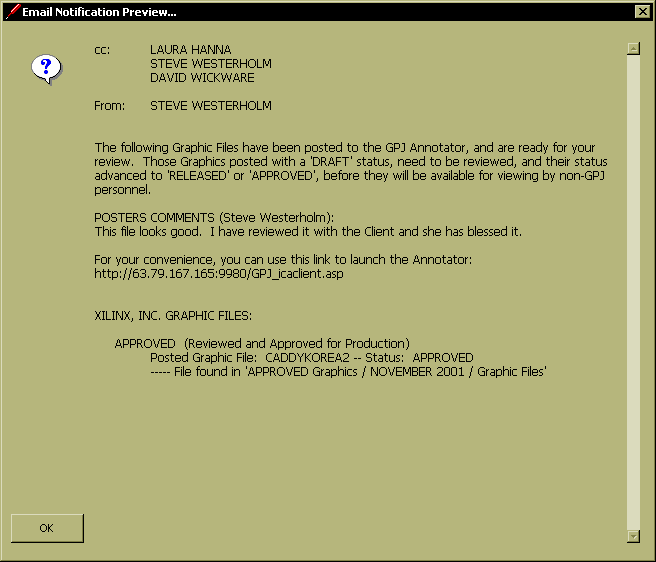 Email Notification Preview...
cc: LAURA HANNA
STEVE WESTERHOLM
DAVID WICKWARE
From: STEVE WESTERHOLM
The following Graphic Files have been posted to the GPJ Annotator, and are ready for your
review. Those Graphics posted with a 'DRAFT' status, need to be reviewed, and their status
advanced to 'RELEASED' or 'APPROVED', before they will be available for viewing by non-GPJ
personnel.
POSTERS COMMENTS (Steve Westerholm):
This file looks good. I have reviewed it with the Client and she has blessed it.
For your convenience, you can use this link to launch the Annotator:
http://63.79.167.165:9980/GPJ_icaclient.asp
XILINX, INC. GRAPHIC FILES:
APPROVED (Reviewed and Approved for Production)
Posted Graphic File: CADDYKOREA2 -- Status: APPROVED
----- File found in 'APPROVED Graphics / NOVEMBER 2001 / Graphic Files'
OK